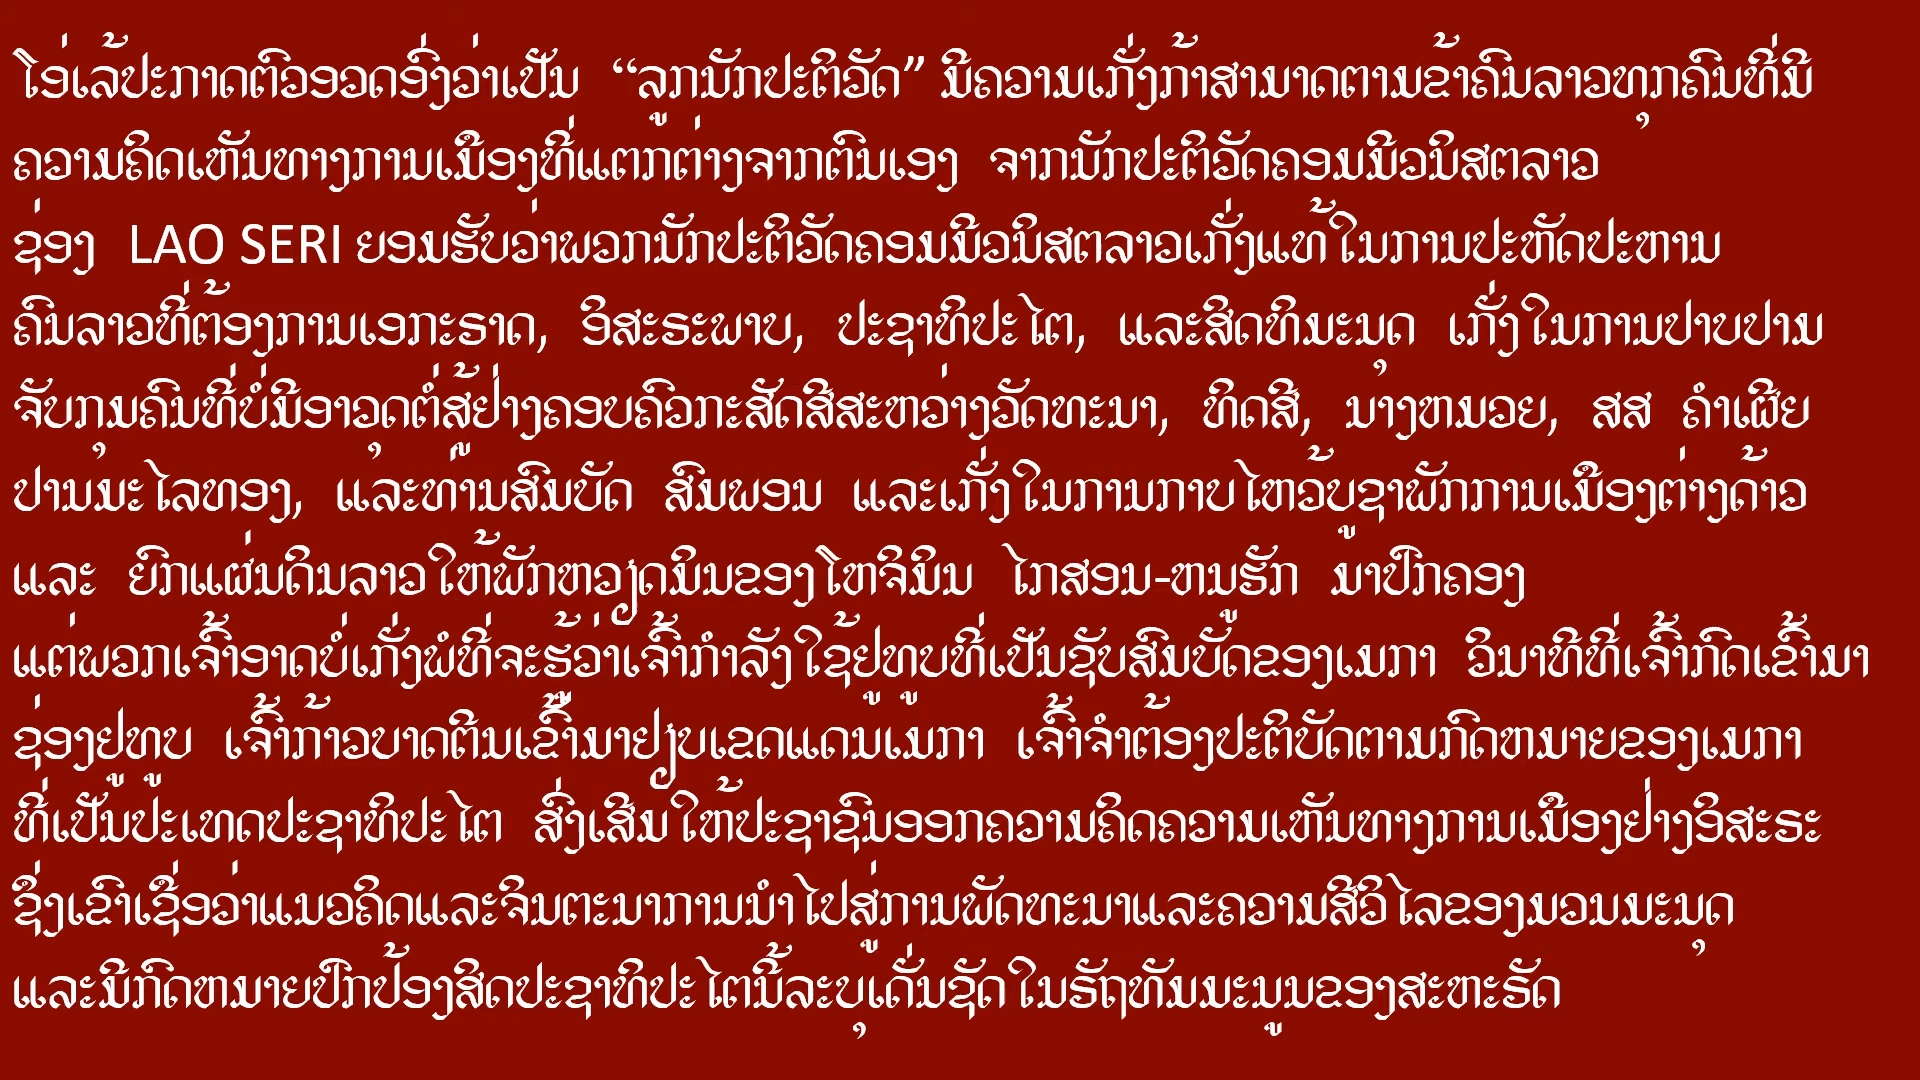 ໂອ່ເລ້ປະກາດຕົວອວດອົ່ງວ່າເປັນ “ລູກນັກປະຕິວັດ” ມີຄວາມເກັ່ງກ້າສາມາດຕາມຂ້າຄົນລາວທຸກຄົນທີ່ມີ
ຄວາມຄິດເຫັນທາງການເມືອງທີ່ແຕກຕ່າງຈາກຕົນເອງ ຈາກນັກປະຕິວັດຄອມມີວນິສຕລາວ
ຊ່ອງ LAO SERI ຍອມຮັບວ່າພວກນັກປະຕິວັດຄອມມີວນິສຕລາວເກັ່ງແທ້ໃນການປະຫັດປະຫານ
ຄົນລາວທີ່ຕ້ອງການເອກະຣາດ, ອິສະຣະພາບ, ປະຊາທິປະໄຕ, ແລະສິດທິມະນຸດ ເກັ່ງໃນການປາບປາມ
ຈັບກຸມຄົນທີ່ບໍ່ມີອາວຸດຕໍ່ສູ້ຢ່າງຄອບຄົວກະສັດສີສະຫວ່າງວັດທະນາ, ທິດສີ, ນາງຫມວຍ, ສສ ຄໍາເຜີຍ
ປານມະໄລທອງ, ແລະທ່ານສົມບັດ ສົມພອນ ແລະເກັ່ງໃນການກາບໄຫວ້ບູຊາພັກການເມືອງຕ່າງດ້າວ
ແລະ ຍົກແຜ່ນດິນລາວໃຫ້ພັກຫວຽດມິນຂອງໂຫຈິມິນ ໄກສອນ-ຫນູຮັກ ມາປົກຄອງ
ແຕ່ພວກເຈົ້າອາດບໍ່ເກັ່ງພໍທີ່ຈະຮູ້ວ່າເຈົ້າກໍາລັງໃຊ້ຢູທູບທີ່ເປັນຊັບສົມບັດຂອງເມກາ ວິນາທີທີ່ເຈົ້າກົດເຂົ້າມາ
ຊ່ອງຢູທູບ ເຈົ້າກ້າວບາດຕີນເຂົ້າມາຢຽບເຂດແດນເມກາ ເຈົ້າຈໍາຕ້ອງປະຕິບັດຕາມກົດຫມາຍຂອງເມກາ
ທີ່ເປັນປະເທດປະຊາທິປະໄຕ ສົ່ງເສີມໃຫ້ປະຊາຊົນອອກຄວາມຄິດຄວາມເຫັນທາງການເມືອງຢ່າງອິສະຣະ
ຊຶ່ງເຂົາເຊື່ອວ່າແນວຄິດແລະຈິນຕະນາການນໍາໄປສູ່ການພັດທະນາແລະຄວາມສີວິໄລຂອງມວນມະນຸດ
ແລະມີກົດຫມາຍປົກປ້ອງສິດປະຊາທິປະໄຕນີ້ລະບຸເດັ່ນຊັດໃນຣັຖທັມມະນູນຂອງສະຫະຣັດ